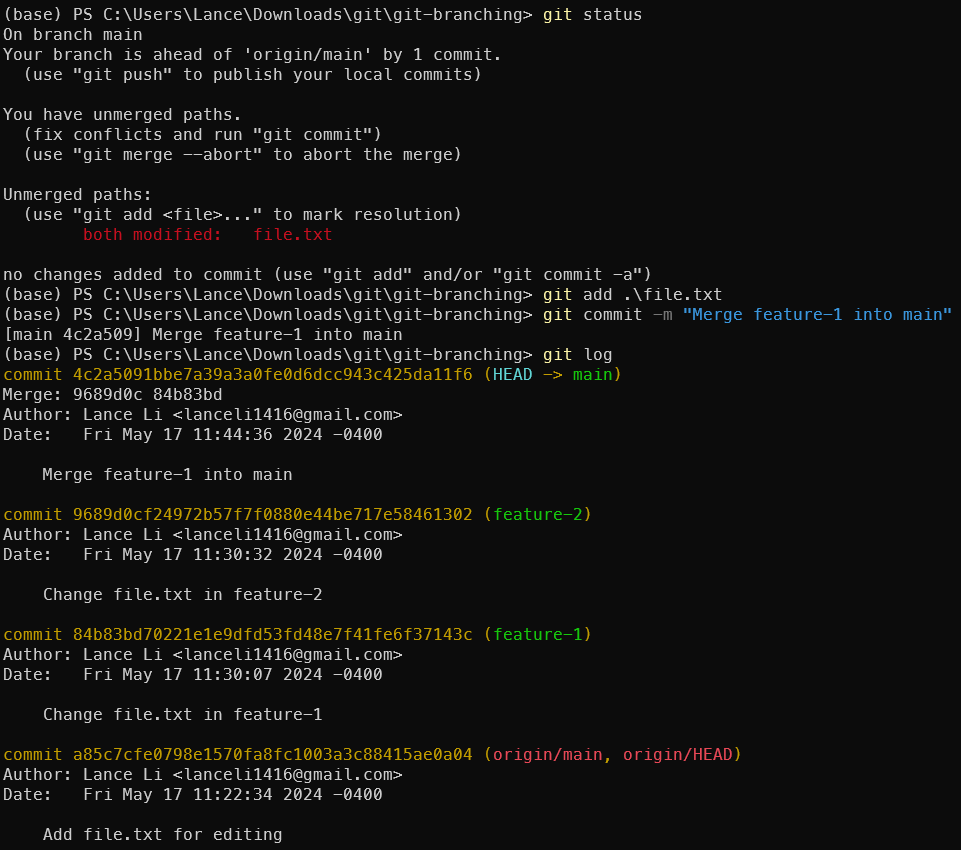 (base) PS C:\Users\Lance\Downloads\git\git-branching> git status
On branch main
Your branch is ahead of 'origin/main' by 1 commit.
  (use "git push" to publish your local commits)

You have unmerged paths.
  (fix conflicts and run "git commit")
  (use "git merge --abort" to abort the merge)

Unmerged paths:
  (use "git add <file>..." to mark resolution)
        both modified:   file.txt

no changes added to commit (use "git add" and/or "git commit -a")
(base) PS C:\Users\Lance\Downloads\git\git-branching> git add .\file.txt
(base) PS C:\Users\Lance\Downloads\git\git-branching> git commit -m "Merge feature-1 into main"
[main 4c2a509] Merge feature-1 into main
(base) PS C:\Users\Lance\Downloads\git\git-branching> git log
commit 4c2a5091bbe7a39a3a0fe0d6dcc943c425da11f6 (HEAD -> main)
Merge: 9689d0c 84b83bd
Author: Lance Li <lanceli1416@gmail.com>
Date:   Fri May 17 11:44:36 2024 -0400

    Merge feature-1 into main

commit 9689d0cf24972b57f7f0880e44be717e58461302 (feature-2)
Author: Lance Li <lanceli1416@gmail.com>
Date:   Fri May 17 11:30:32 2024 -0400

    Change file.txt in feature-2

commit 84b83bd70221e1e9dfd53fd48e7f41fe6f37143c (feature-1)
Author: Lance Li <lanceli1416@gmail.com>
Date:   Fri May 17 11:30:07 2024 -0400

    Change file.txt in feature-1

commit a85c7cfe0798e1570fa8fc1003a3c88415ae0a04 (origin/main, origin/HEAD)
Author: Lance Li <lanceli1416@gmail.com>
Date:   Fri May 17 11:22:34 2024 -0400

    Add file.txt for editing